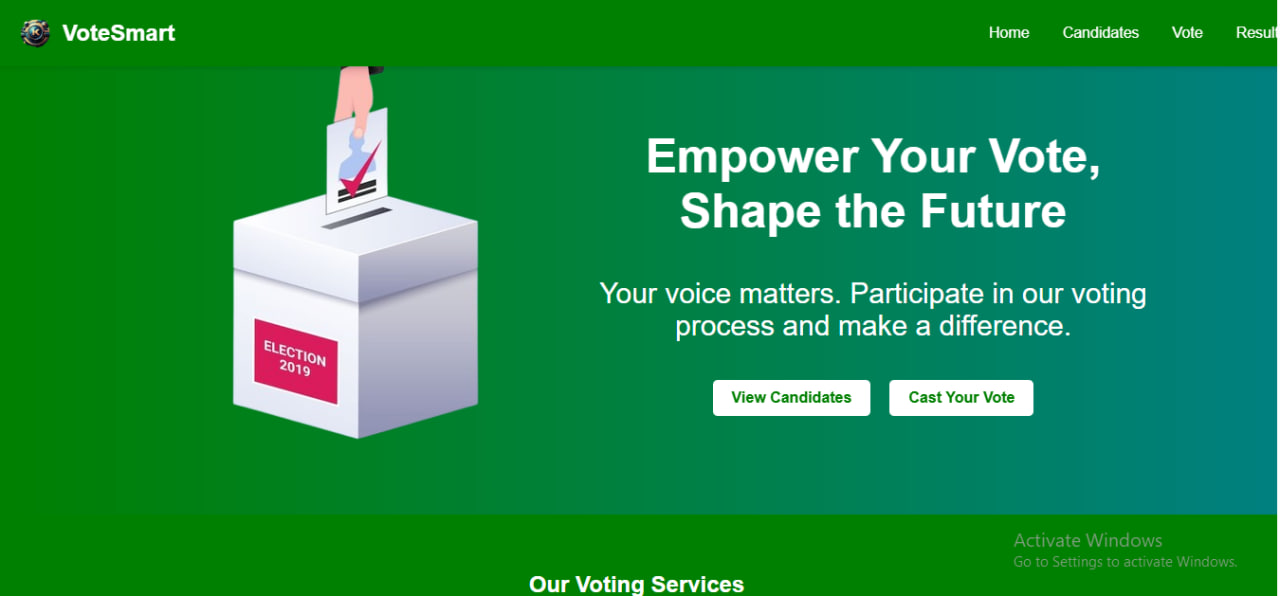 VoteSmart
Home
Candidates
Vote
Result
Empower Your Vote,
Shape the Future
Your voice matters. Participate in our voting
process and make a difference.
View Candidates
Cast Your Vote
ELECTION
2019
Activate Windows
Go to Settings to activate Windows.
Our Voting Services